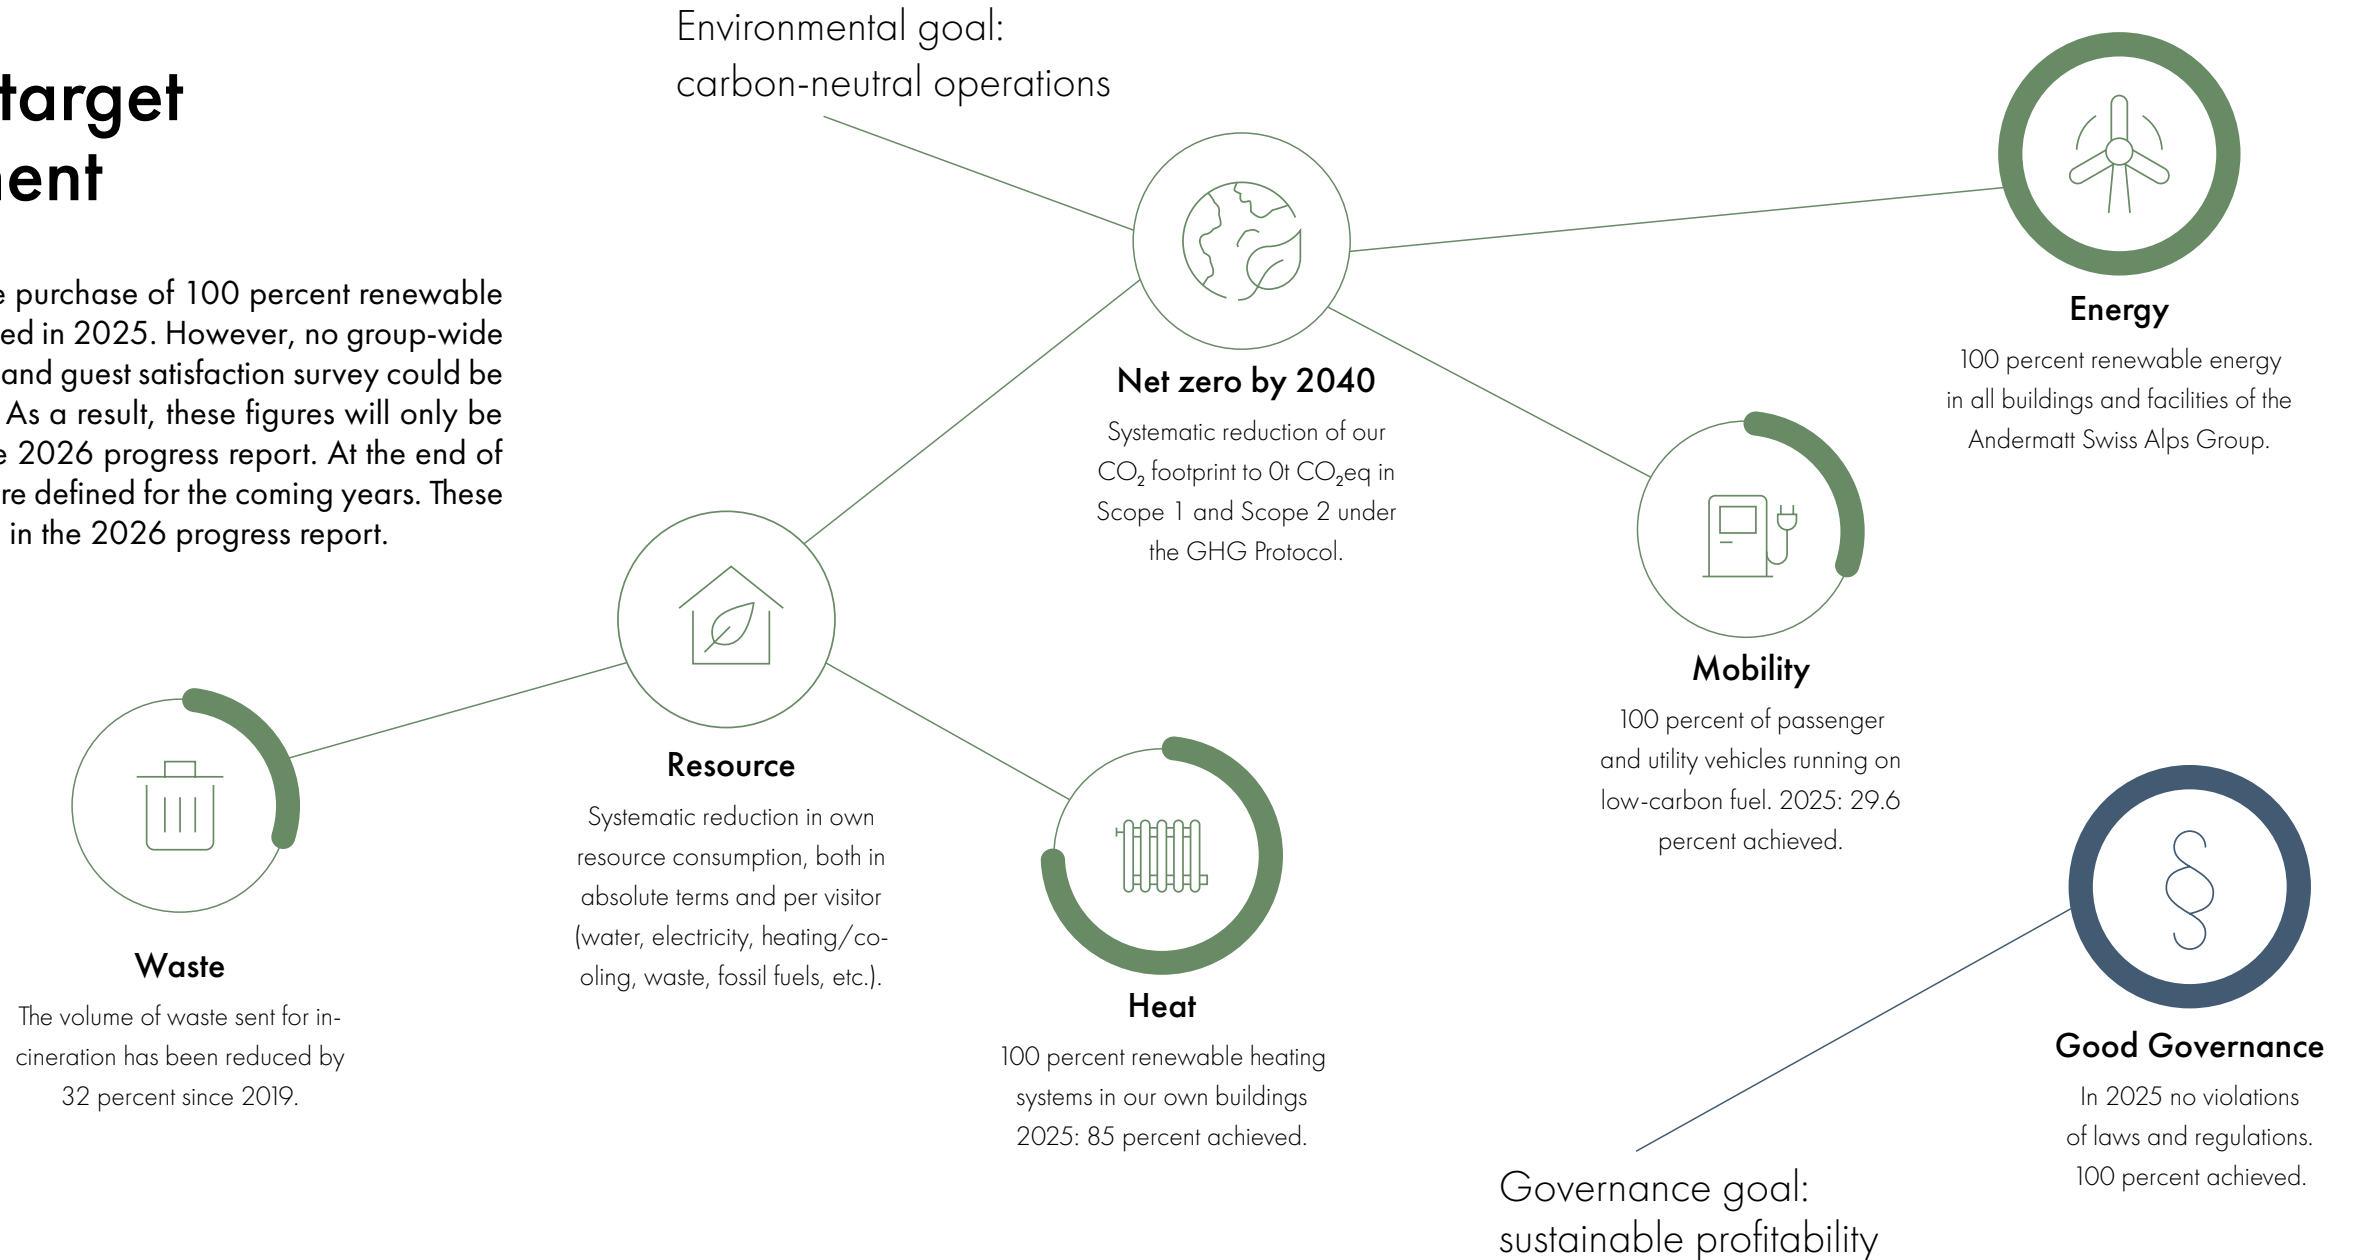 target
purchase of 100 percent renewable
in 2025. However, no group-wide
and guest satisfaction survey could be
As a result, these figures will only be
2026 progress report. At the end of
defined for the coming years. These
in the 2026 progress report.
Environmental goal:
carbon-neutral operations
Net zero by 2040
Systematic reduction of our
CO₂ footprint to 0t CO₂eq in
Scope 1 and Scope 2 under
the GHG Protocol.
Energy
100 percent renewable energy
in all buildings and facilities of the
Andermatt Swiss Alps Group.
Mobility
100 percent of passenger
and utility vehicles running on
low-carbon fuel. 2025: 29.6
percent achieved.
Resource
Systematic reduction in own
resource consumption, both in
absolute terms and per visitor
(water, electricity, heating/co-
oling, waste, fossil fuels, etc.).
Waste
The volume of waste sent for in-
cineration has been reduced by
32 percent since 2019.
Heat
100 percent renewable heating
systems in our own buildings
2025: 85 percent achieved.
Good Governance
In 2025 no violations
of laws and regulations.
100 percent achieved.
Governance goal:
sustainable profitability